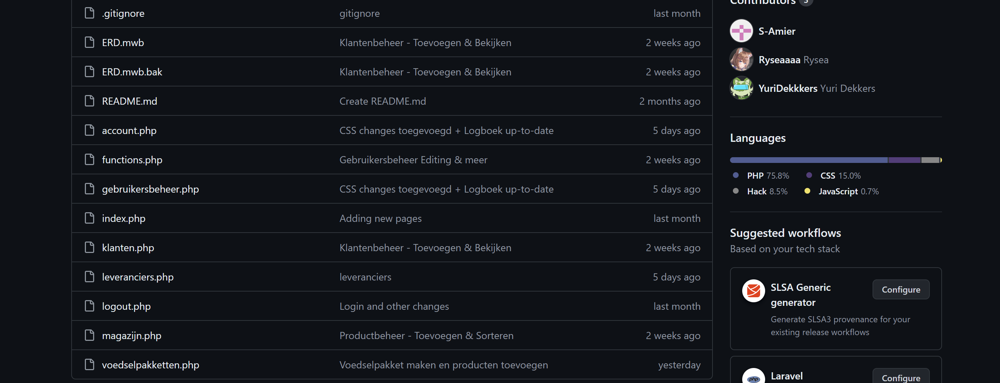 .gitignore gitignore last month
ERD.mwb Klantenbeheer - Toevoegen & Bekijken 2 weeks ago
ERD.mwb.bak Klantenbeheer - Toevoegen & Bekijken 2 weeks ago
README.md Create README.md 2 months ago
account.php CSS changes toegevoegd + Logboek up-to-date 5 days ago
functions.php Gebruikersbeheer Editing & meer 2 weeks ago
gebruikersbeheer.php CSS changes toegevoegd + Logboek up-to-date 5 days ago
index.php Adding new pages last month
klanten.php Klantenbeheer - Toevoegen & Bekijken 2 weeks ago
leveranciers.php leveranciers 5 days ago
logout.php Login and other changes last month
magazijn.php Productbeheer - Toevoegen & Sorteren 2 weeks ago
voedselpakketten.php Voedselpakket maken en producten toevoegen yesterday
Contributors 3
S-Amier
Ryseaaaa Rysea
YuriDekkkers Yuri Dekkers
Languages
PHP 75.8% CSS 15.0%
Hack 8.5% JavaScript 0.7%
Suggested workflows
Based on your tech stack
SLSA Generic
generator
Configure
Generate SLSA3 provenance for your
existing release workflows
php
Laravel
Configure